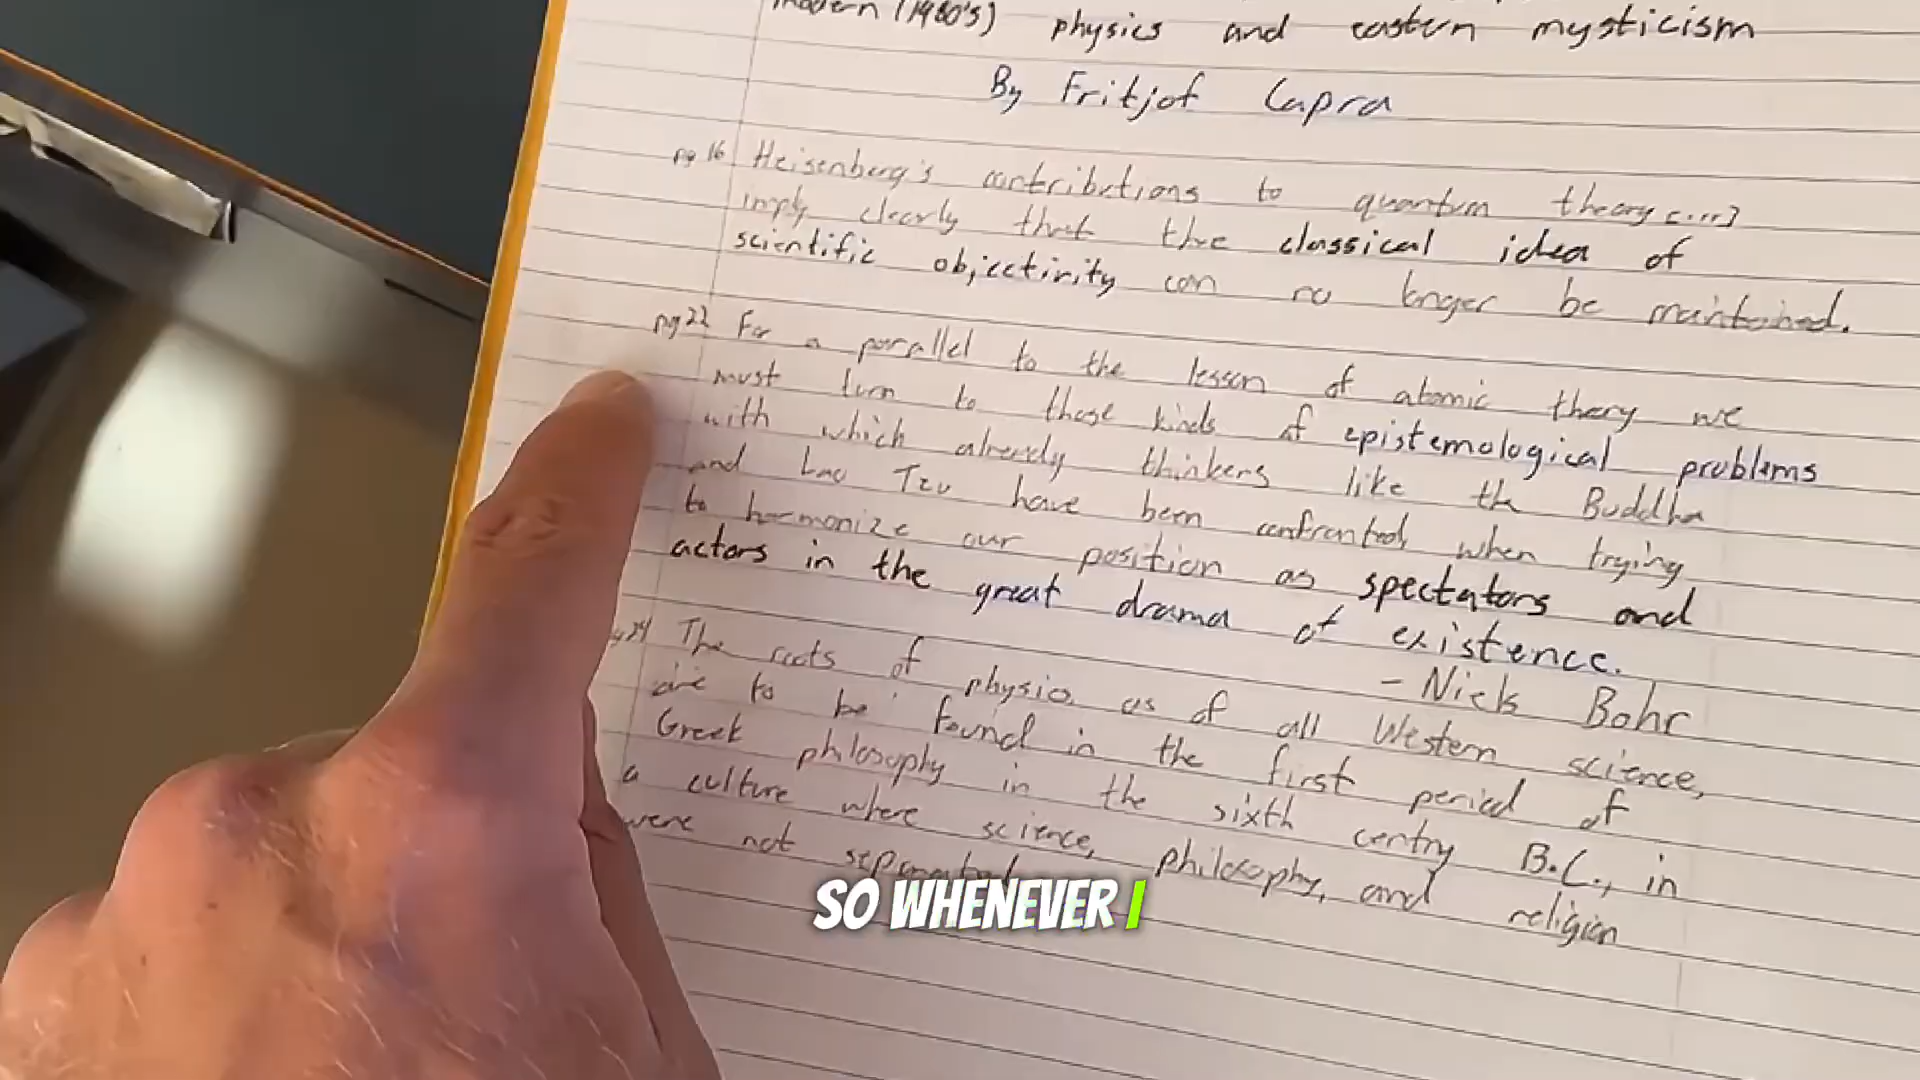 modern (1980's) physics and eastern mysticism
By Fritjof Capra
pg 16 Heisenberg's contributions to quantum theory [...]
imply clearly that the classical idea of
scientific objectivity can no longer be maintained.
pg 22 For a parallel to the lesson of atomic theory we
must turn to those kinds of epistemological problems
with which already thinkers like the Buddha
and Lao Tzu have been confronted, when trying
to harmonize our position as spectators and
actors in the great drama of existence.
- Niels Bohr
pg 24 The roots of physics, as of all Western science,
are to be found in the first period of
Greek philosophy in the sixth centry B.C., in
a culture where science, philosophy, and religion
were not separated
SO WHENEVER I